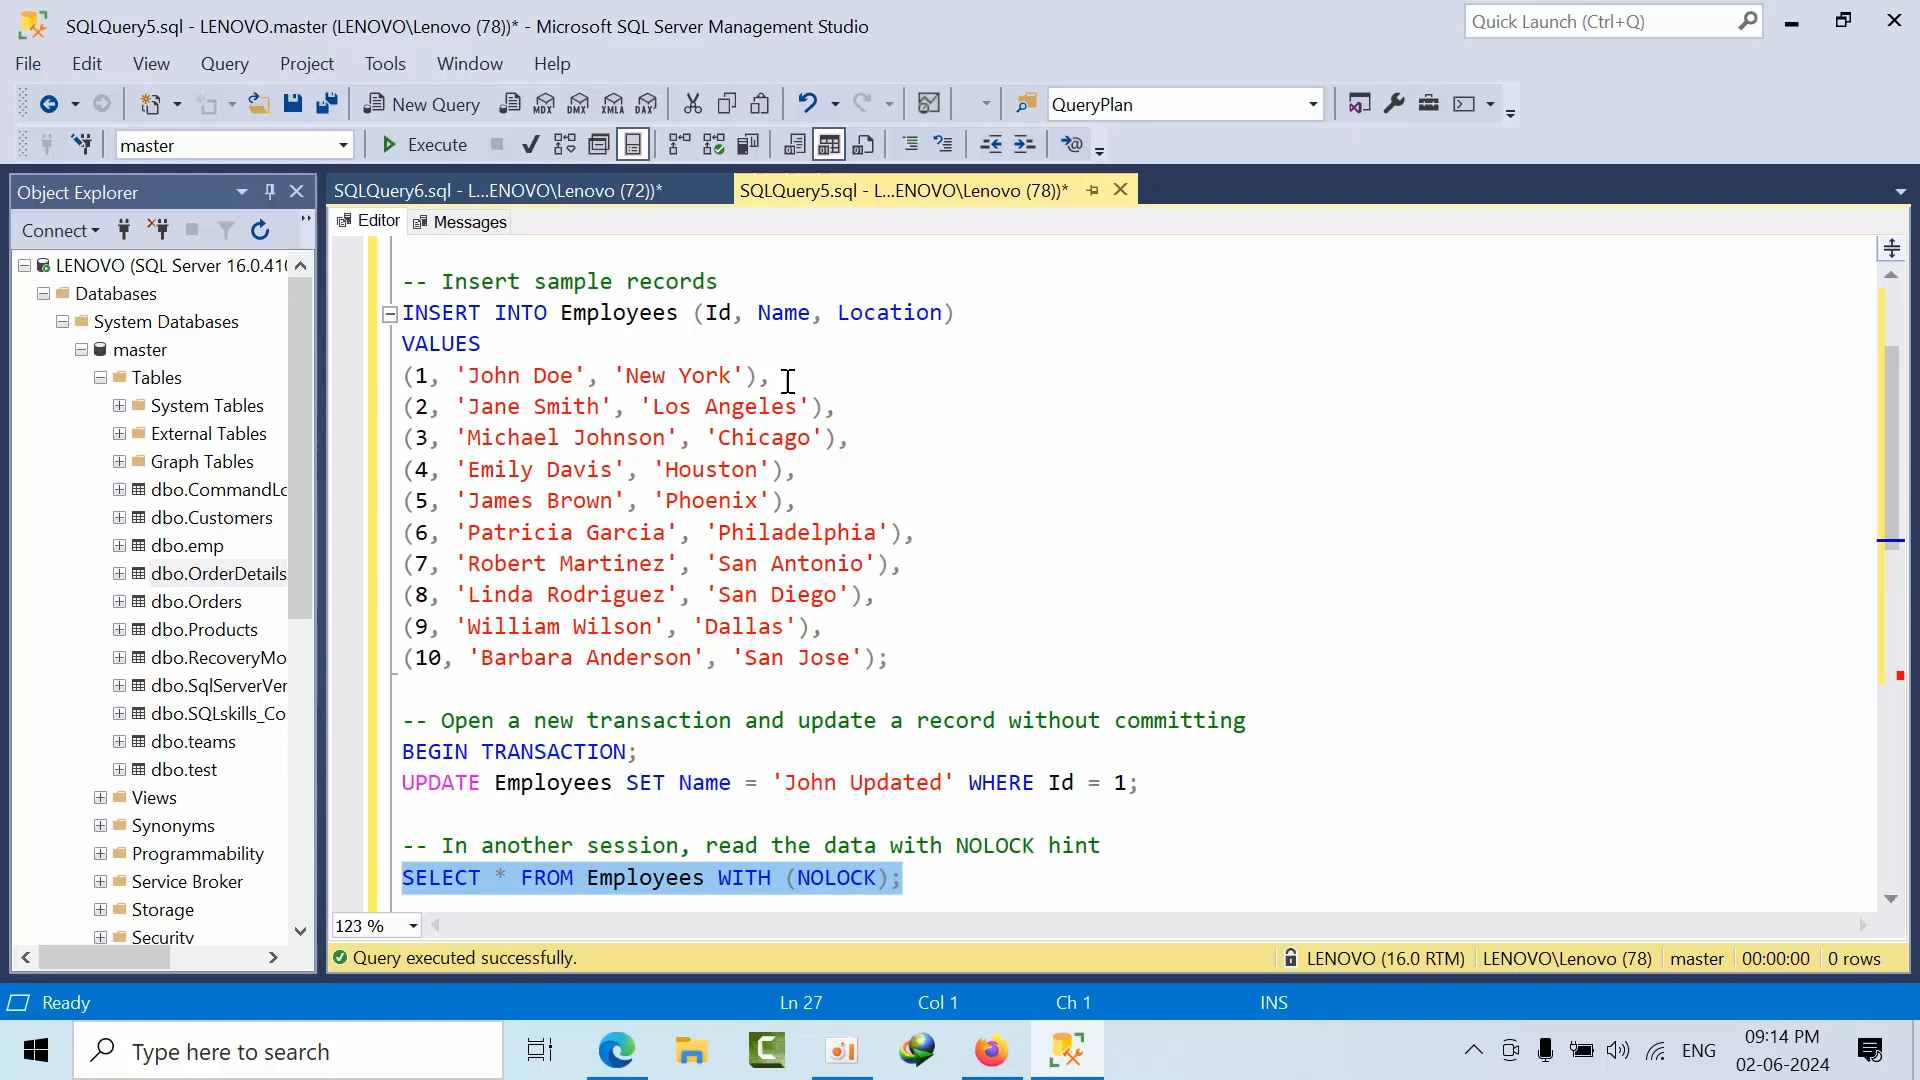 SQLQuery5.sql - LENOVO.master (LENOVO\Lenovo (78))* - Microsoft SQL Server Management Studio
Quick Launch (Ctrl+Q)
File Edit View Query Project Tools Window Help
New Query MDX DMX XMLA DAX QueryPlan
master Execute
Object Explorer
SQLQuery6.sql - L...ENOVO\Lenovo (72))*
SQLQuery5.sql - L...ENOVO\Lenovo (78))*
Connect
Editor Messages
LENOVO (SQL Server 16.0.410
Databases
System Databases
master
Tables
System Tables
External Tables
Graph Tables
dbo.CommandLo
dbo.Customers
dbo.emp
dbo.OrderDetails
dbo.Orders
dbo.Products
dbo.RecoveryMo
dbo.SqlServerVer
dbo.SQLskills_Co
dbo.teams
dbo.test
Views
Synonyms
Programmability
Service Broker
Storage
Security
-- Insert sample records
INSERT INTO Employees (Id, Name, Location)
VALUES
(1, 'John Doe', 'New York'),
(2, 'Jane Smith', 'Los Angeles'),
(3, 'Michael Johnson', 'Chicago'),
(4, 'Emily Davis', 'Houston'),
(5, 'James Brown', 'Phoenix'),
(6, 'Patricia Garcia', 'Philadelphia'),
(7, 'Robert Martinez', 'San Antonio'),
(8, 'Linda Rodriguez', 'San Diego'),
(9, 'William Wilson', 'Dallas'),
(10, 'Barbara Anderson', 'San Jose');
-- Open a new transaction and update a record without committing
BEGIN TRANSACTION;
UPDATE Employees SET Name = 'John Updated' WHERE Id = 1;
-- In another session, read the data with NOLOCK hint
SELECT * FROM Employees WITH (NOLOCK);
123 %
Query executed successfully. LENOVO (16.0 RTM) LENOVO\Lenovo (78) master 00:00:00 0 rows
Ready Ln 27 Col 1 Ch 1 INS
Type here to search
ENG
09:14 PM
02-06-2024